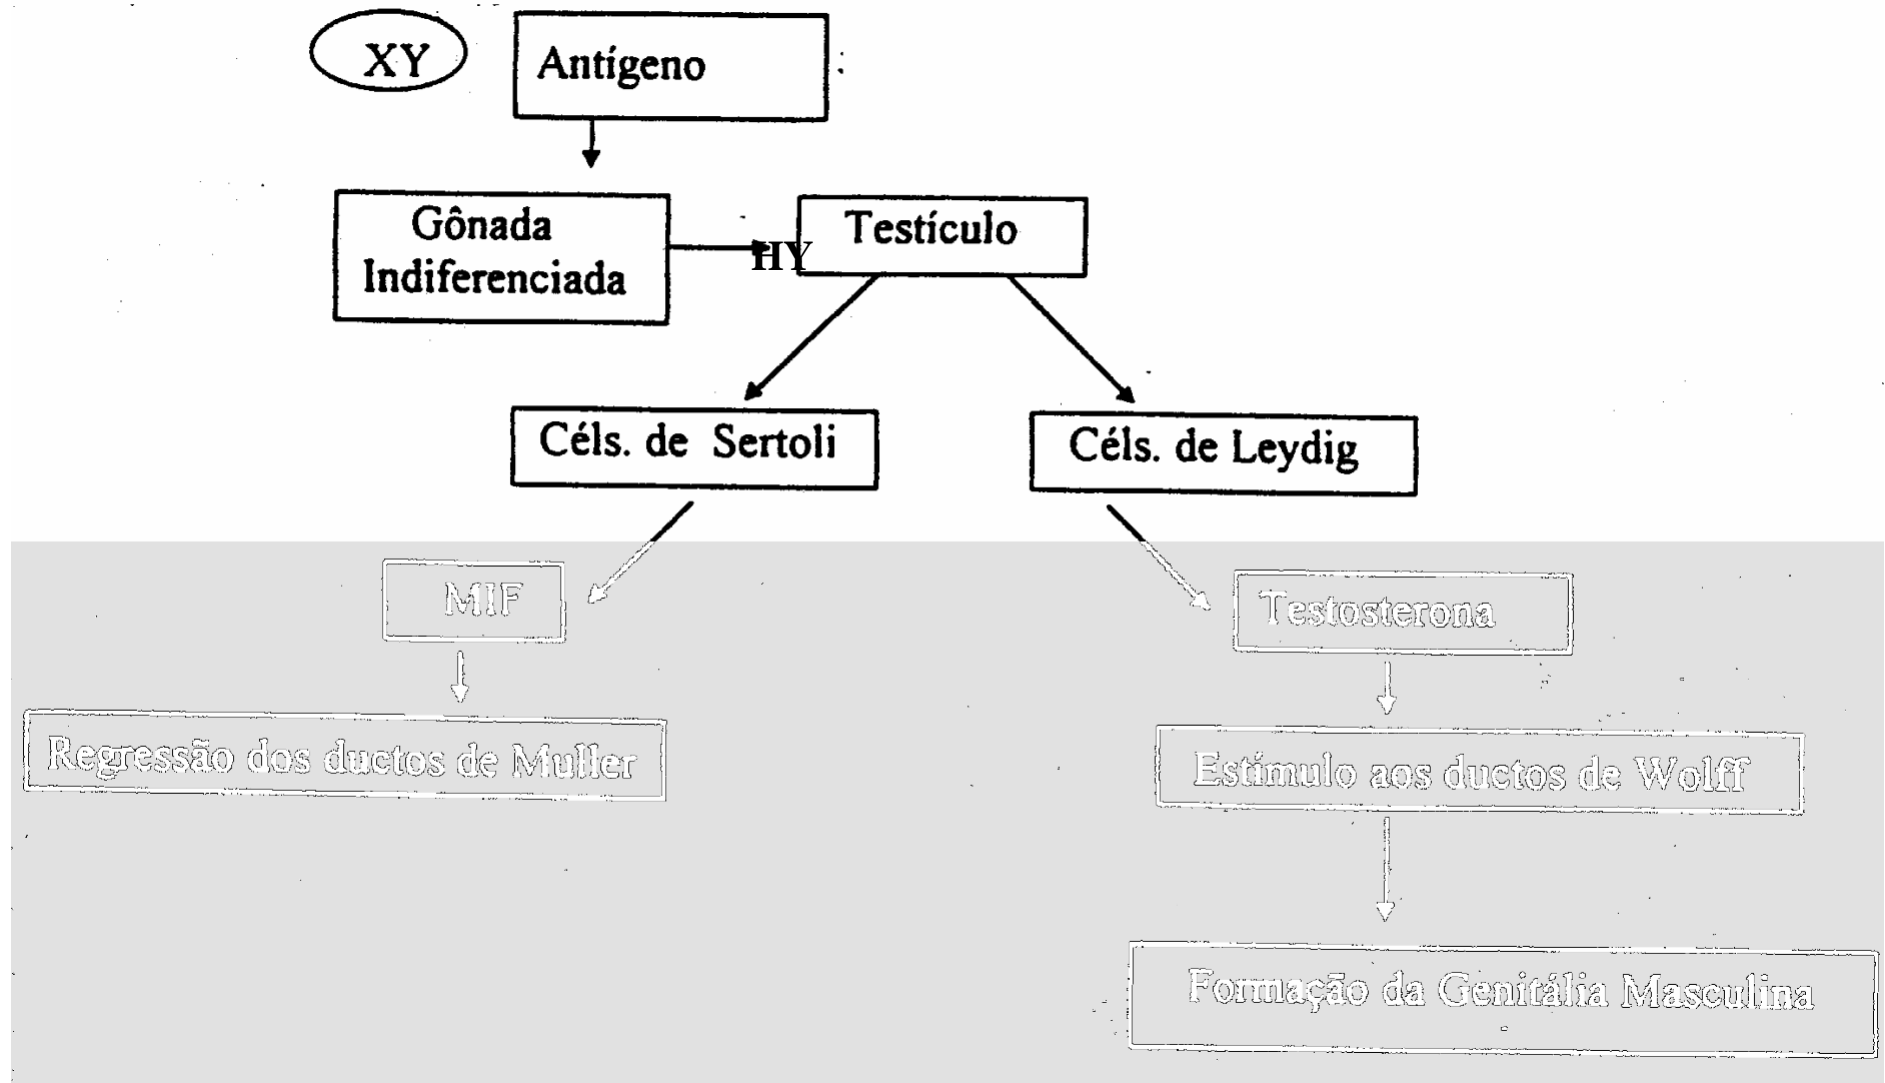 XY
Antígeno
Gônada
Indiferenciada
HY
Testículo
Céls. de Sertoli
Céls. de Leydig
MIF
Testosterona
Regressão dos ductos de Muller
Estímulo aos ductos de Wolff
Formação da Genitália Masculina